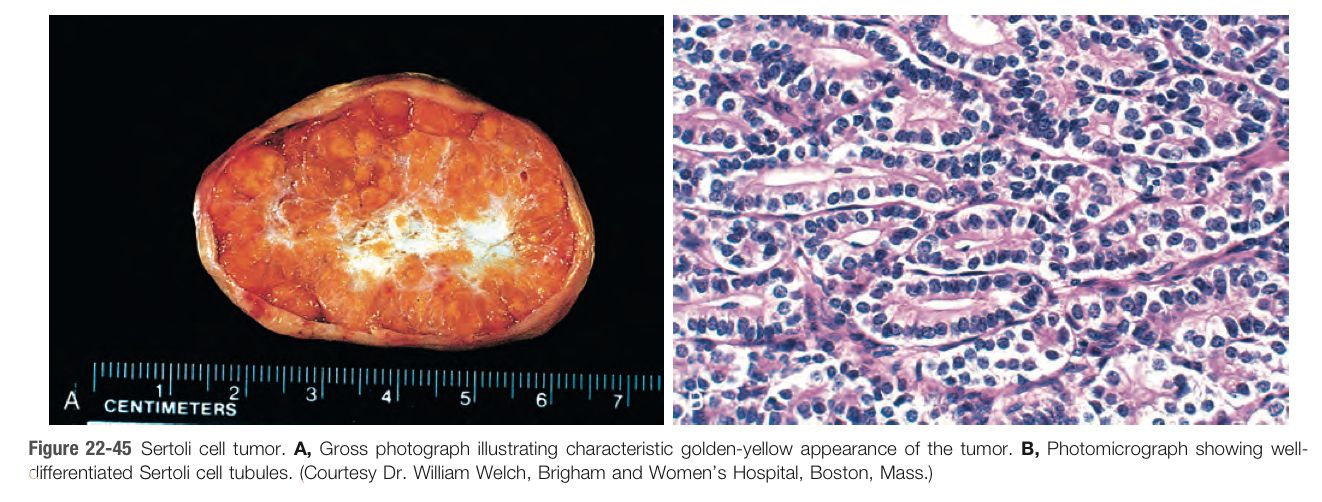 1 2 3 4 5 6 7
A CENTIMETERS
B
Figure 22-45 Sertoli cell tumor. A, Gross photograph illustrating characteristic golden-yellow appearance of the tumor. B, Photomicrograph showing well-
differentiated Sertoli cell tubules. (Courtesy Dr. William Welch, Brigham and Women's Hospital, Boston, Mass.)